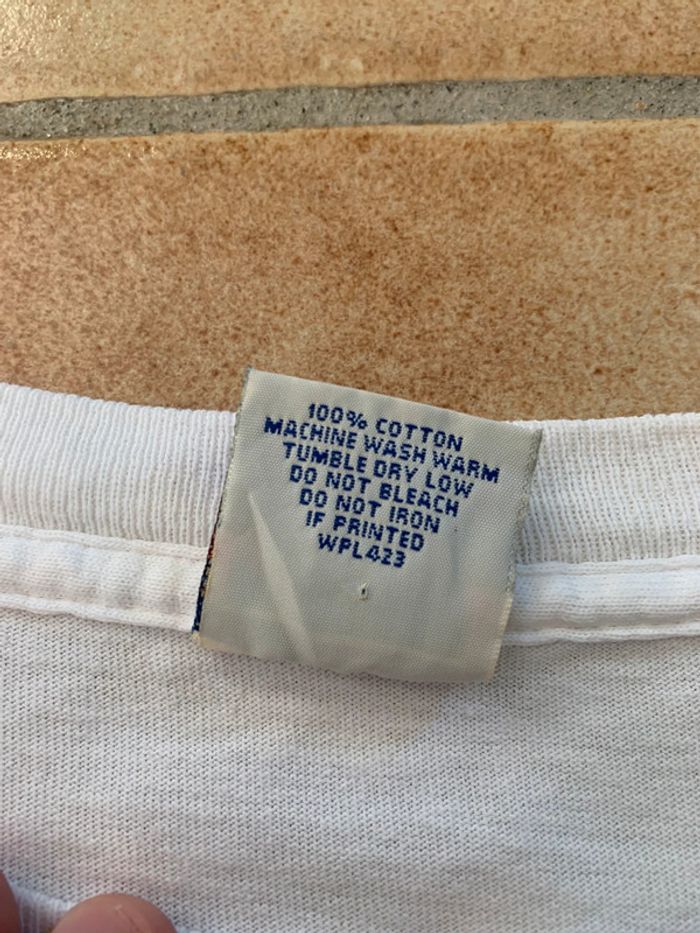 100% COTTON
MACHINE WASH WARM
TUMBLE DRY LOW
DO NOT BLEACH
DO NOT IRON
IF PRINTED
WPL423